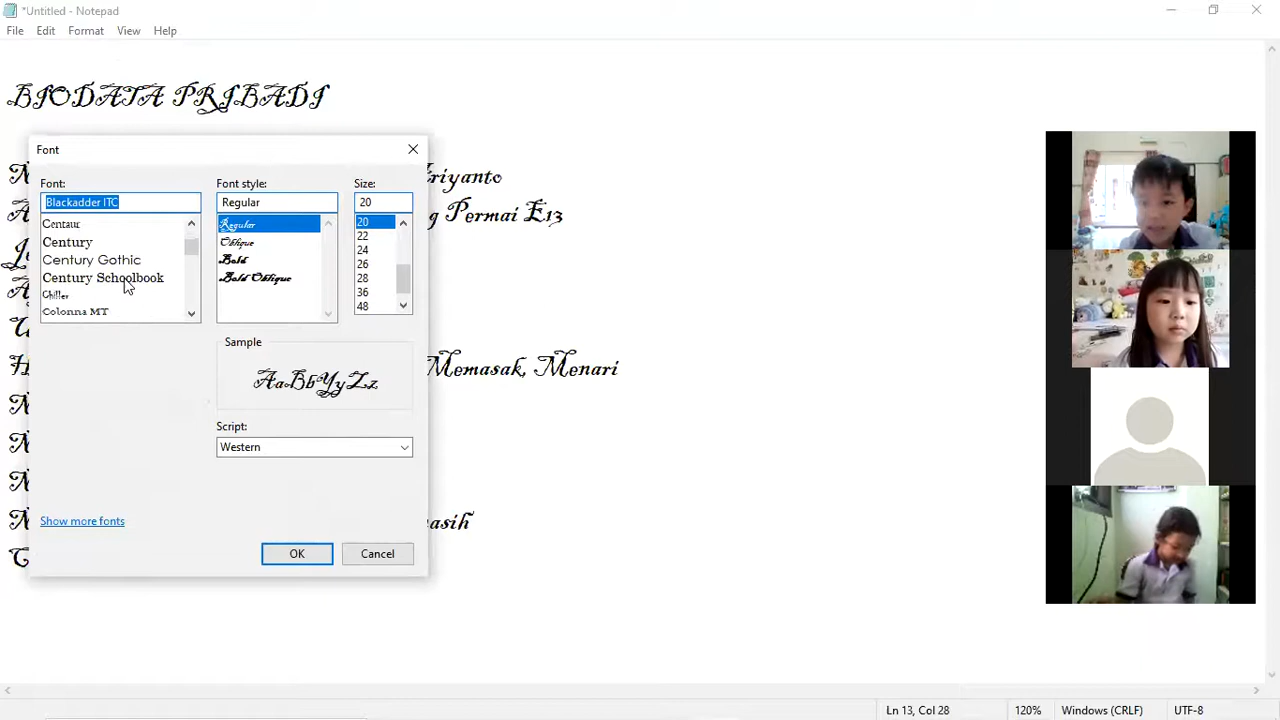 *Untitled - Notepad
File Edit Format View Help
BIODATA PRIBADI
Font
Font: Font style: Size:
Blackadder ITC Regular 20
Centaur Regular 20
Century Oblique 22
Century Gothic Bold 24
Century Schoolbook Bold Oblique 26
Chiller 28
Colonna MT 36
48
Permai E13
Memasak, Menari
Sample
AaBbYyZz
Script:
Western
Show more fonts
OK Cancel
Ln 13, Col 28 120% Windows (CRLF) UTF-8